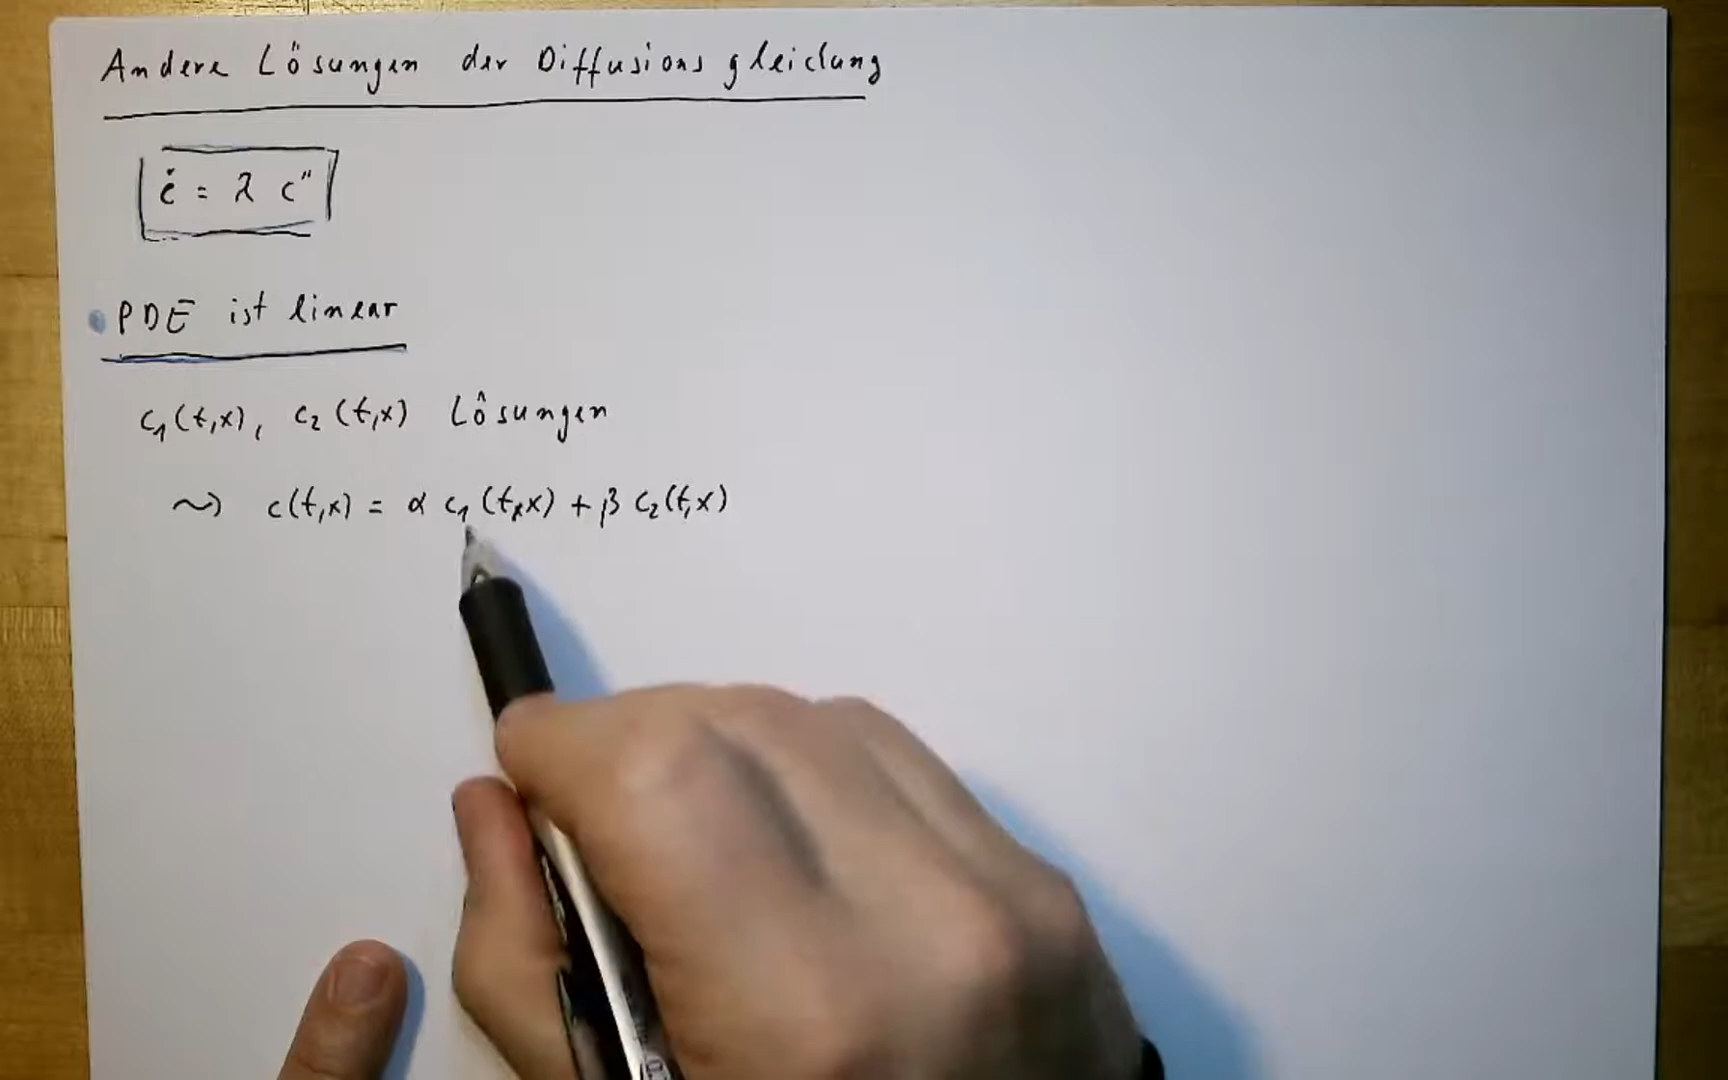 Andere Lösungen der Diffusionsgleichung
ċ = λ c"
PDE ist linear
c₁(t,x), c₂(t,x) Lösungen
⤳ c(t,x) = α c₁(t,x) + β c₂(t,x)